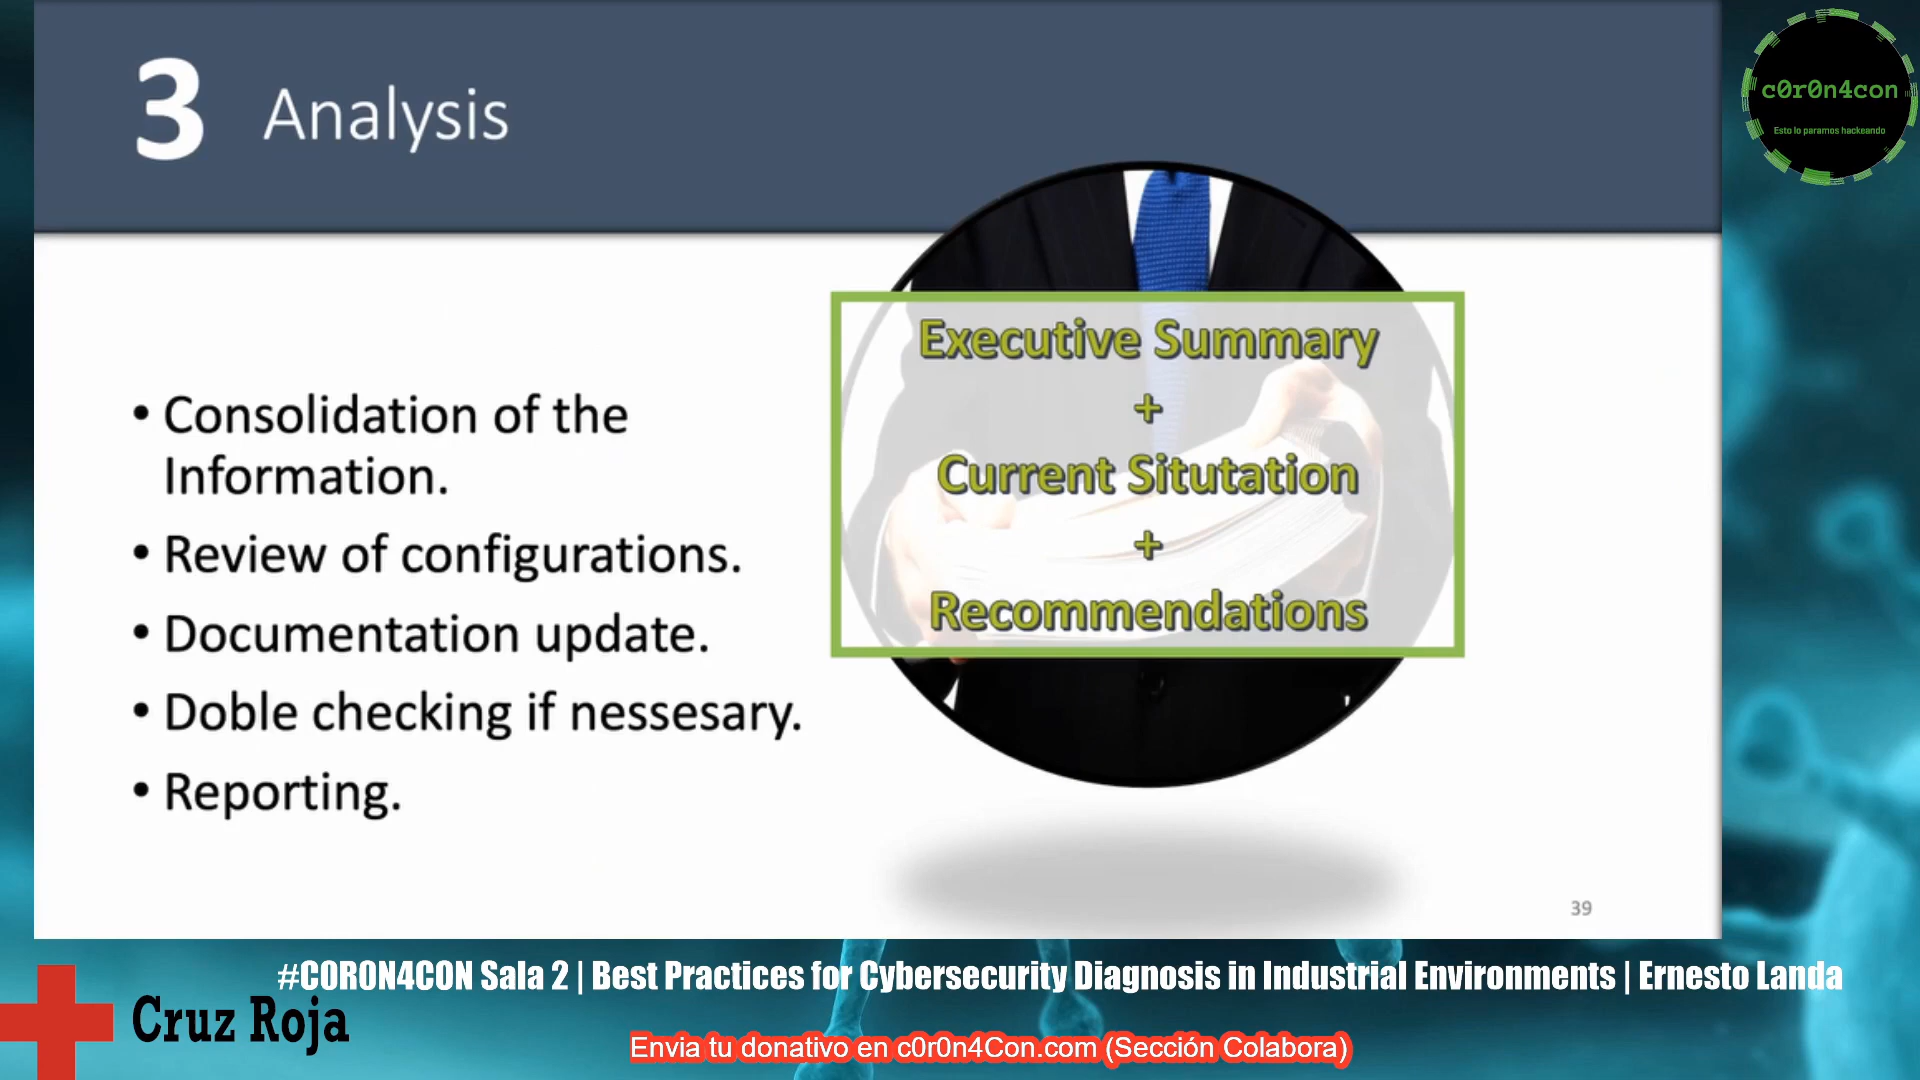 3 Analysis
c0r0n4con
Esto lo paramos hackeando
• Consolidation of the
Information.
• Review of configurations.
• Documentation update.
• Doble checking if nessesary.
• Reporting.
Executive Summary
+
Current Situtation
+
Recommendations
39
#C0R0N4CON Sala 2 | Best Practices for Cybersecurity Diagnosis in Industrial Environments | Ernesto Landa
Cruz Roja
Envia tu donativo en c0r0n4Con.com (Sección Colabora)